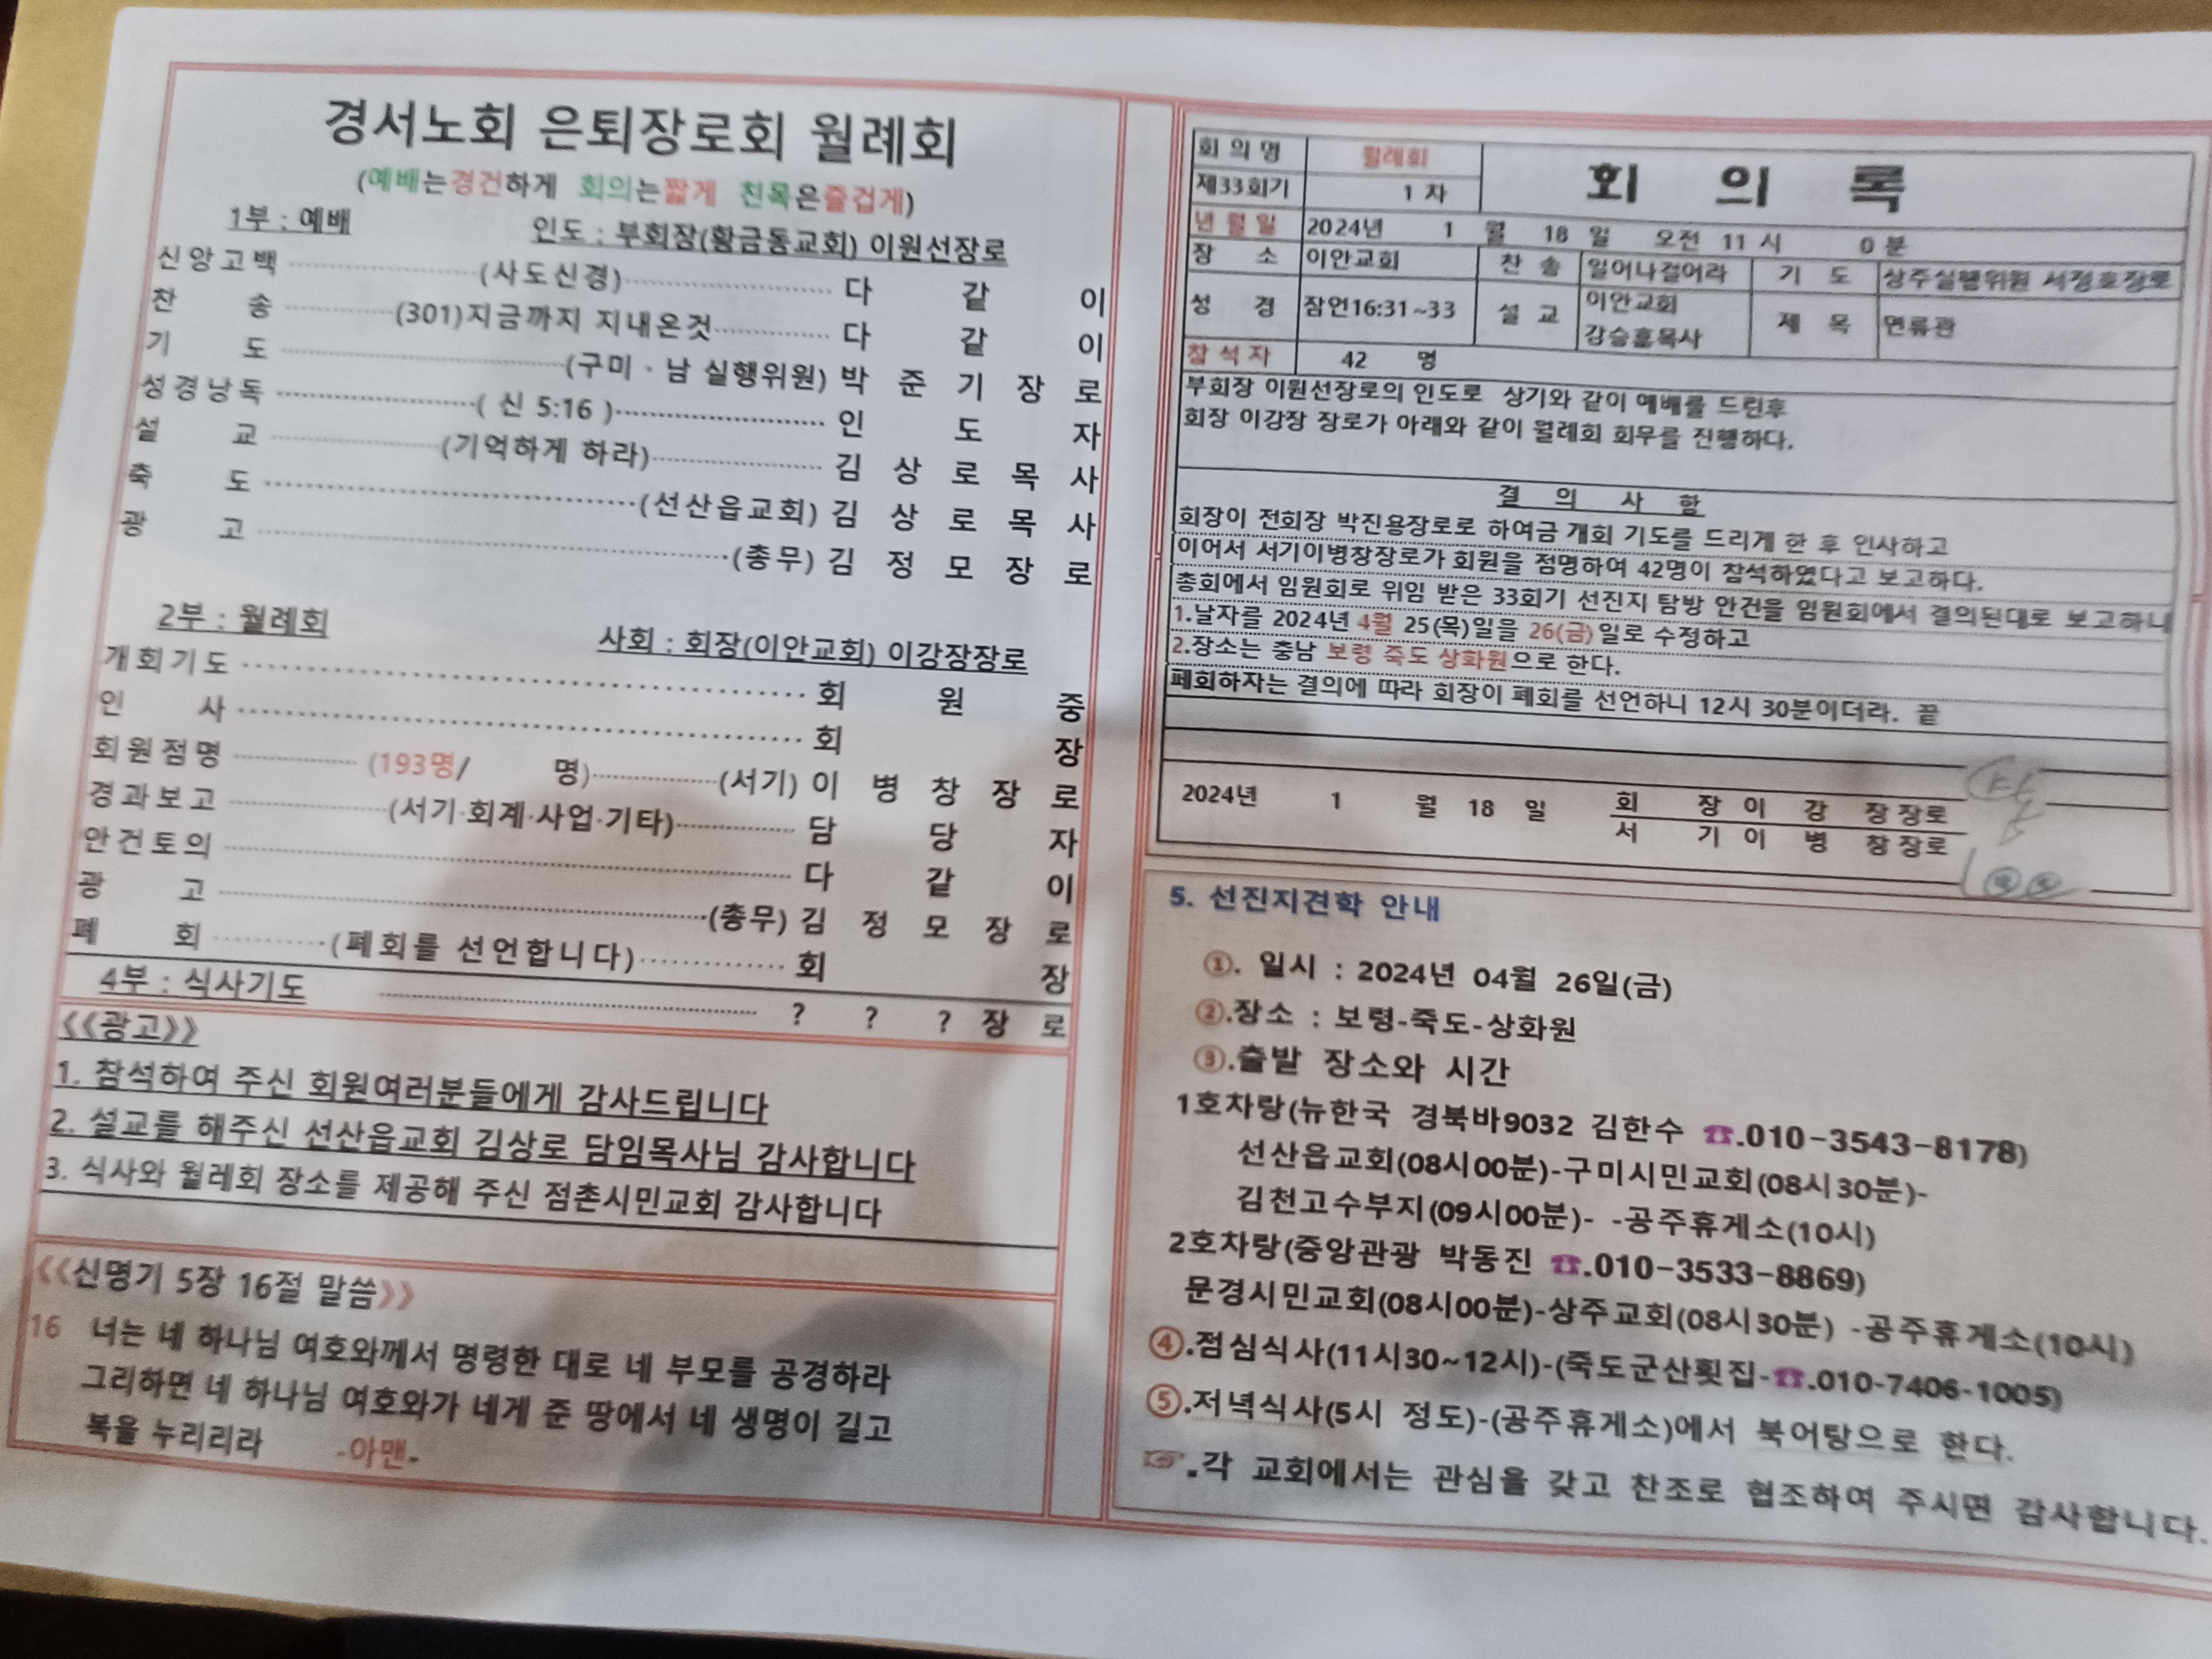 경서노회 은퇴장로회 월례회
(예배는경건하게 회의는짧게 친목은즐겁게)
1부 : 예배 인도 : 부회장(황금동교회) 이원선장로
신앙고백 (사도신경) 다 같 이
찬 송 (301)지금까지 지내온것 다 같 이
기 도 (구미 · 남 실행위원) 박 준 기 장 로
성경낭독 ( 신 5:16 ) 인 도 자
설 교 (기억하게 하라) 김 상 로 목 사
축 도 (선산읍교회) 김 상 로 목 사
광 고 (총무) 김 정 모 장 로
2부 : 월례회 사회 : 회장(이안교회) 이강장장로
개회기도 회 원 중
인 사 회 장
회원점명 (193명/ 명) (서기) 이 병 창 장 로
경과보고 (서기·회계·사업·기타) 담 당 자
안건토의 다 같 이
광 고 (총무) 김 정 모 장 로
폐 회 (폐회를 선언합니다) 회 장
4부 : 식사기도 ? ? ? 장 로
《《광고》》
1. 참석하여 주신 회원여러분들에게 감사드립니다
2. 설교를 해주신 선산읍교회 김상로 담임목사님 감사합니다
3. 식사와 월레회 장소를 제공해 주신 점촌시민교회 감사합니다
《《신명기 5장 16절 말씀》》
16 너는 네 하나님 여호와께서 명령한 대로 네 부모를 공경하라
그리하면 네 하나님 여호와가 네게 준 땅에서 네 생명이 길고
복을 누리리라 -아맨-
회 의 명 월례회 회 의 록
제33회기 1 차
년 월 일 2024년 1 월 18 일 오전 11 시 0 분
장 소 이안교회 찬 송 일어나걸어라 기 도 상주실행위원 서정호장로
성 경 잠언16:31~33 설 교 이안교회 강승훈목사 제 목 면류관
참 석 자 42 명
부회장 이원선장로의 인도로 상기와 같이 예배를 드린후
회장 이강장 장로가 아래와 같이 월례회 회무를 진행하다.
결 의 사 항
회장이 전회장 박진용장로로 하여금 개회 기도를 드리게 한 후 인사하고
이어서 서기이병창장로가 회원을 점명하여 42명이 참석하였다고 보고하다.
총회에서 임원회로 위임 받은 33회기 선진지 탐방 안건을 임원회에서 결의된대로 보고하니
1.날자를 2024년 4월 25(목)일을 26(금)일로 수정하고
2.장소는 충남 보령 죽도 상화원으로 한다.
폐회하자는 결의에 따라 회장이 폐회를 선언하니 12시 30분이더라. 끝
2024년 1 월 18 일 회 장 이 강 장 장로
서 기 이 병 창 장로
5. 선진지견학 안내
①. 일시 : 2024년 04월 26일(금)
②.장소 : 보령-죽도-상화원
③.출발 장소와 시간
1호차랑(뉴한국 경북바9032 김한수 ☎.010-3543-8178)
선산읍교회(08시00분)-구미시민교회(08시30분)-
김천고수부지(09시00분)- -공주휴게소(10시)
2호차랑(중앙관광 박동진 ☎.010-3533-8869)
문경시민교회(08시00분)-상주교회(08시30분) -공주휴게소(10시)
④.점심식사(11시30~12시)-(죽도군산횟집-☎.010-7406-1005)
⑤.저녁식사(5시 정도)-(공주휴게소)에서 북어탕으로 한다.
☞.각 교회에서는 관심을 갖고 찬조로 협조하여 주시면 감사합니다.